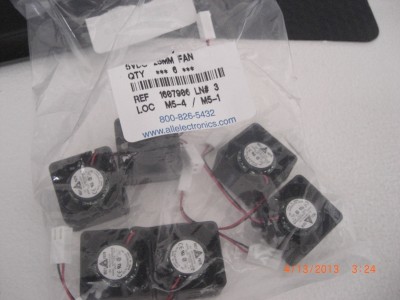 5VDC 25MM FAN
QTY *** 6 ***
REF 1687986 LN# 3
LOC M5-4 / M5-1
800-826-5432
www.allelectronics.com
4/13/2013 3:24